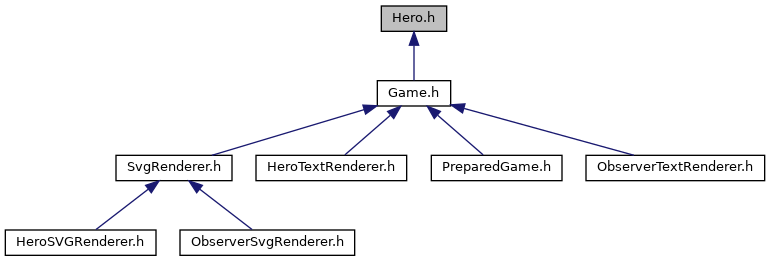 Hero.h
Game.h
SvgRenderer.h
HeroTextRenderer.h
PreparedGame.h
ObserverTextRenderer.h
HeroSVGRenderer.h
ObserverSvgRenderer.h